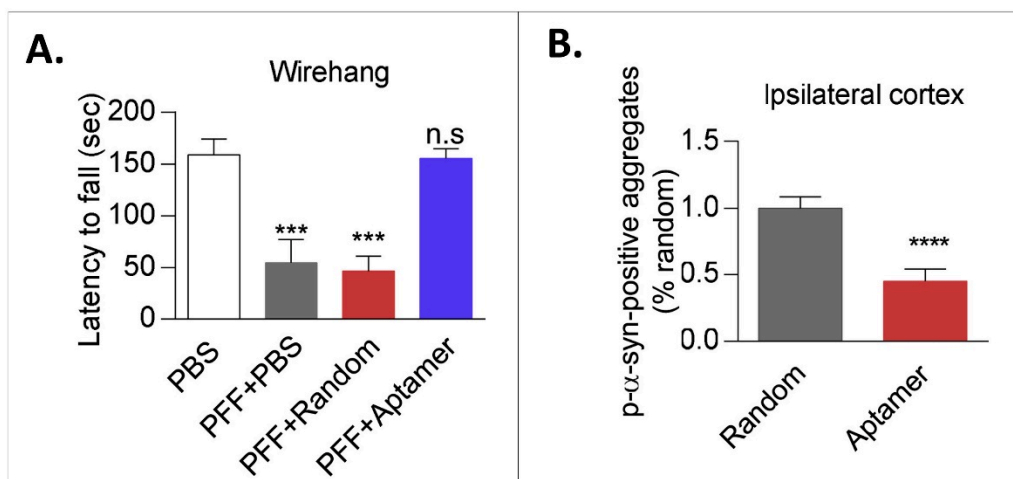 A.
Wirehang
Latency to fall (sec)
200
150
100
50
0
***
***
n.s
PBS
PFF+PBS
PFF+Random
PFF+Aptamer
B.
Ipsilateral cortex
p-α-syn-positive aggregates
(% random)
1.5
1.0
0.5
0.0
****
Random
Aptamer